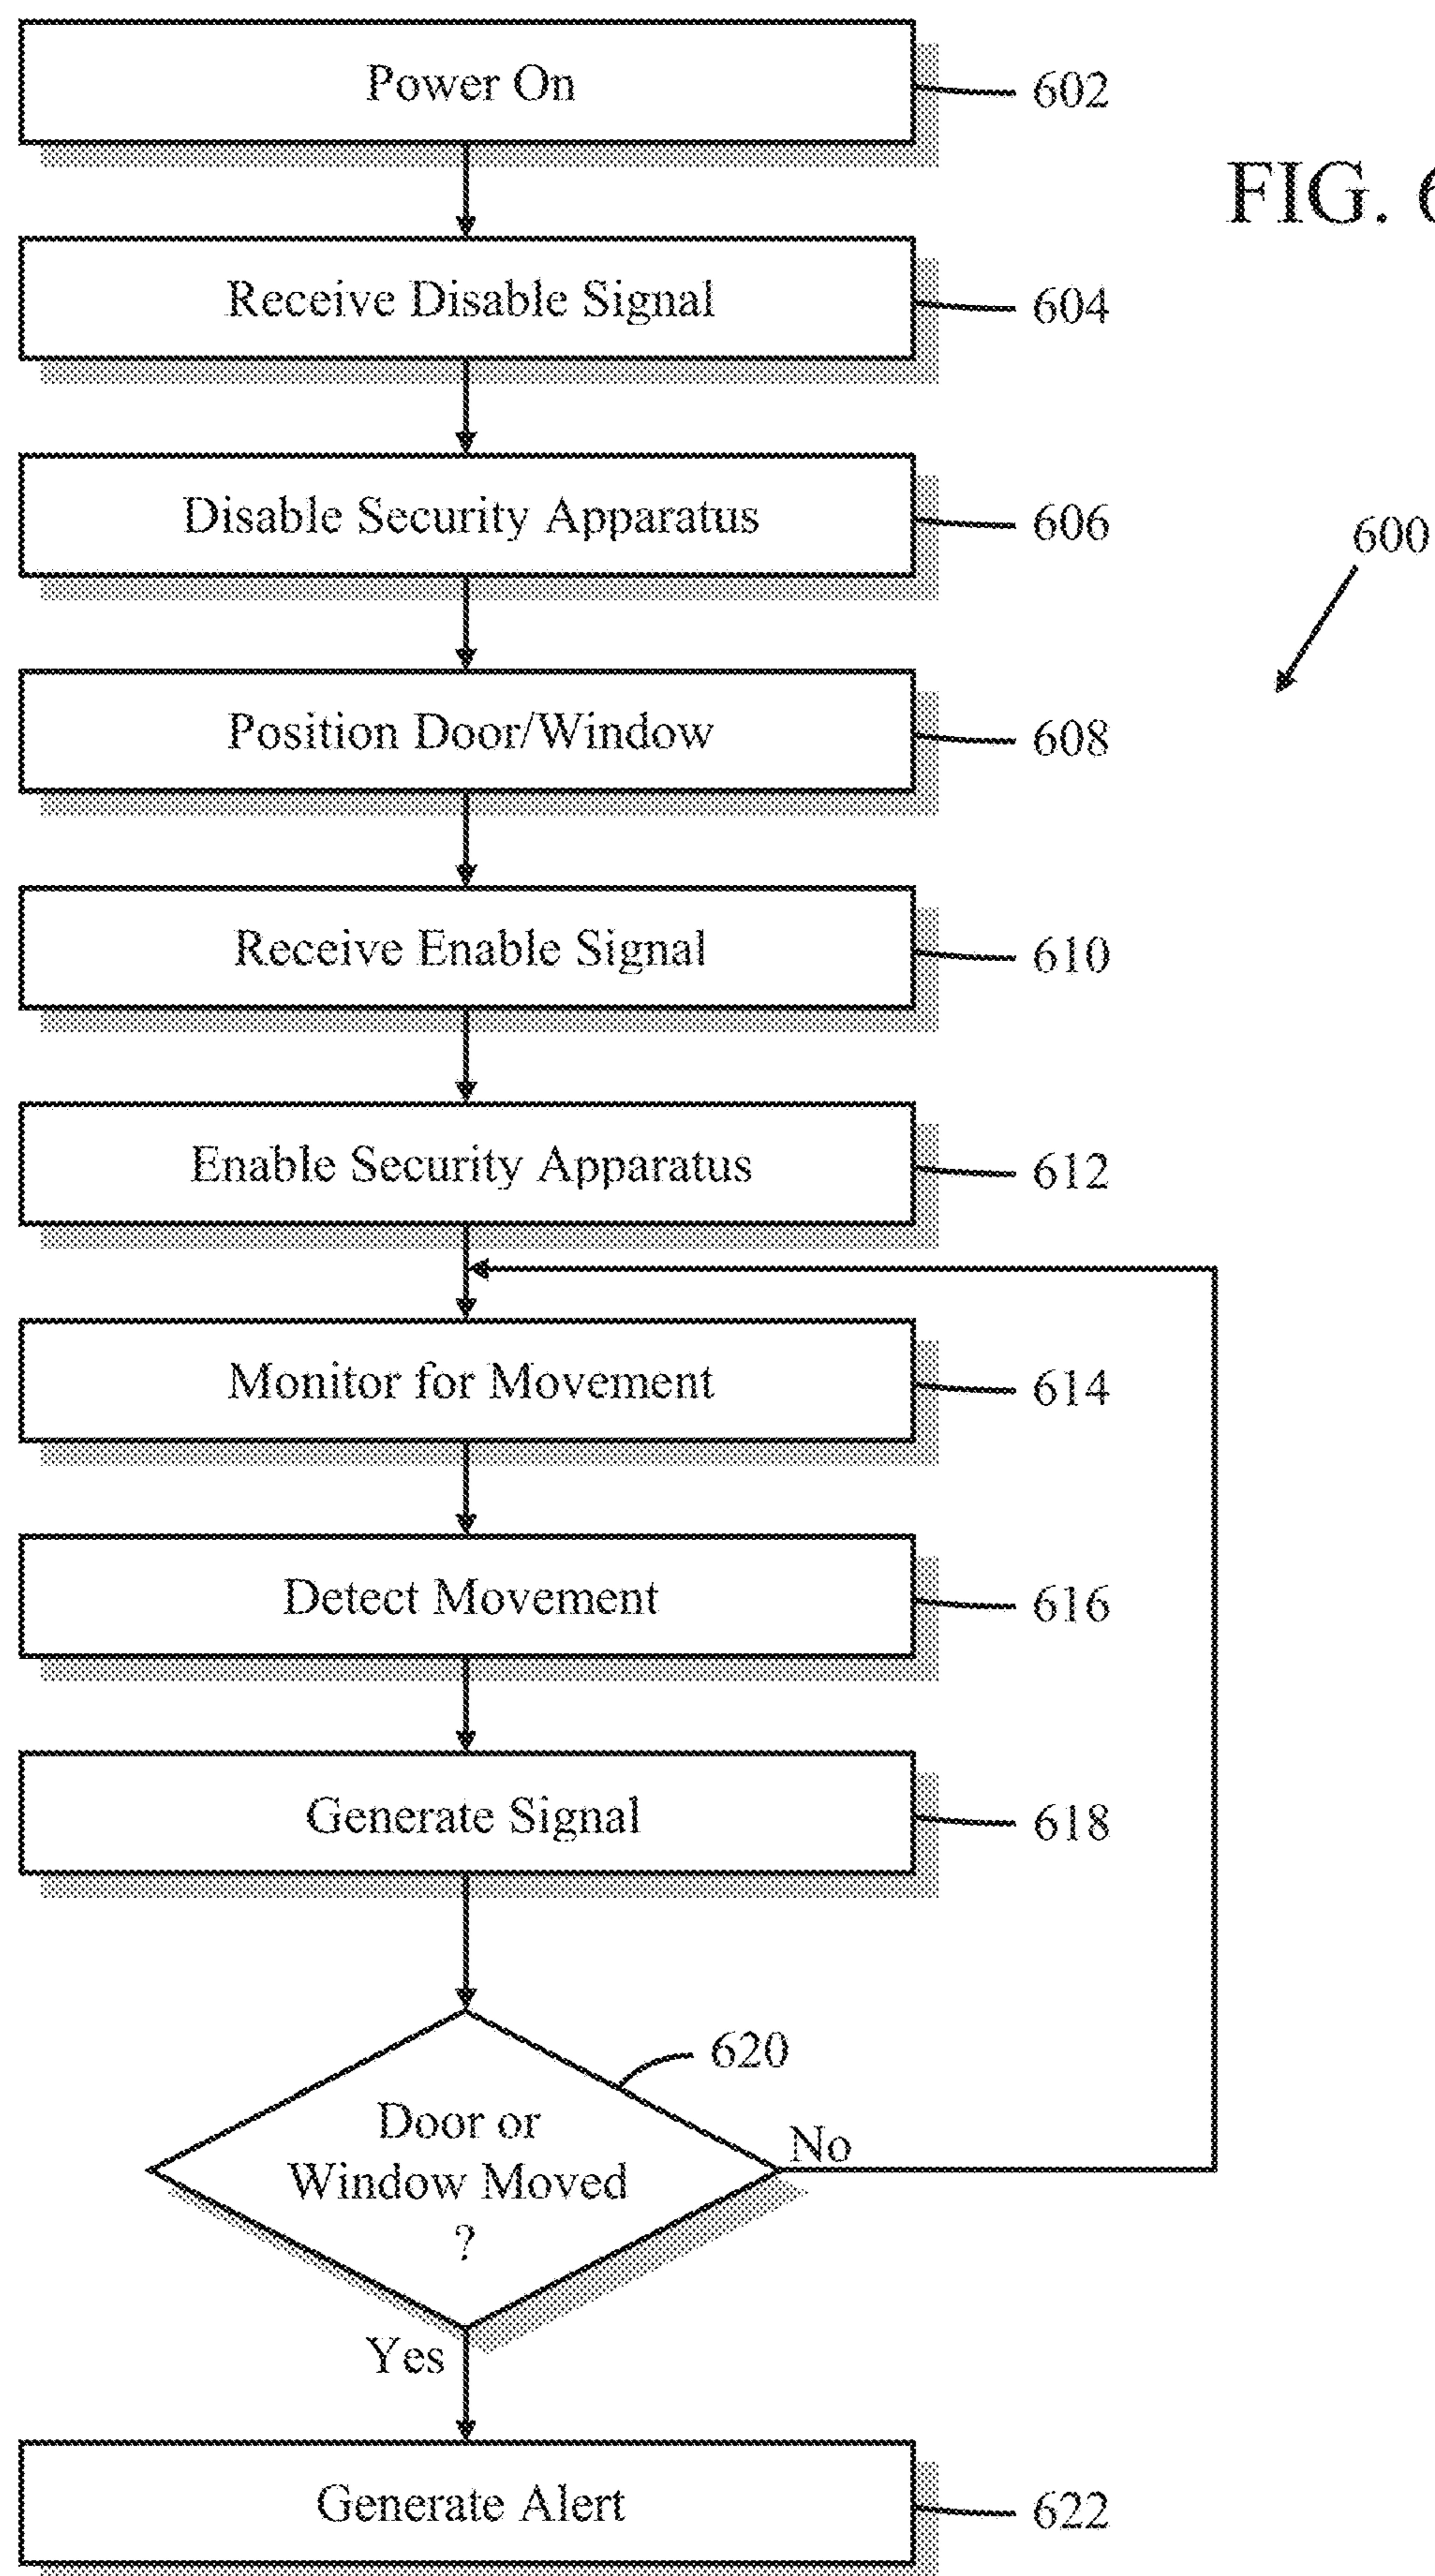 Power On
602
FIG. 6
Receive Disable Signal
604
Disable Security Apparatus
606
600
Position Door/Window
608
Receive Enable Signal
610
Enable Security Apparatus
612
Monitor for Movement
614
Detect Movement
616
Generate Signal
618
620
Door or
Window Moved
?
No
Yes
Generate Alert
622